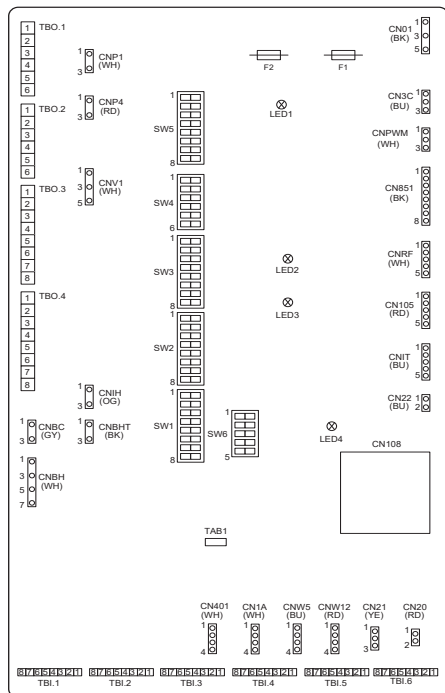 1
2
3
4
5
6
TBO.1
1
3
CNP1
(WH)
F2
F1
CN01
(BK)
1
3
5
1
2
3
4
5
6
TBO.2
1
3
CNP4
(RD)
SW5
1
8
LED1
CN3C
(BU)
1
3
CNPWM
(WH)
1
3
1
2
3
4
5
6
7
8
TBO.3
1
3
5
CNV1
(WH)
SW4
1
6
CN851
(BK)
1
8
SW3
1
8
LED2
CNRF
(WH)
1
5
1
2
3
4
5
6
7
8
TBO.4
LED3
CN105
(RD)
1
5
SW2
1
8
CNIT
(BU)
1
5
1
3
CNIH
(OG)
CN22
(BU)
1
2
CNBC
(GY)
1
3
1
3
CNBHT
(BK)
SW1
1
8
SW6
1
5
LED4
CN108
1
3
5
7
CNBH
(WH)
TAB1
CN401
(WH)
1
4
CN1A
(WH)
1
4
CNW5
(BU)
1
4
CNW12
(RD)
1
4
CN21
(YE)
1
3
CN20
(RD)
1
2
8 7 6 5 4 3 2 1
8 7 6 5 4 3 2 1
8 7 6 5 4 3 2 1
8 7 6 5 4 3 2 1
8 7 6 5 4 3 2 1
8 7 6 5 4 3 2 1
TBI.1
TBI.2
TBI.3
TBI.4
TBI.5
TBI.6